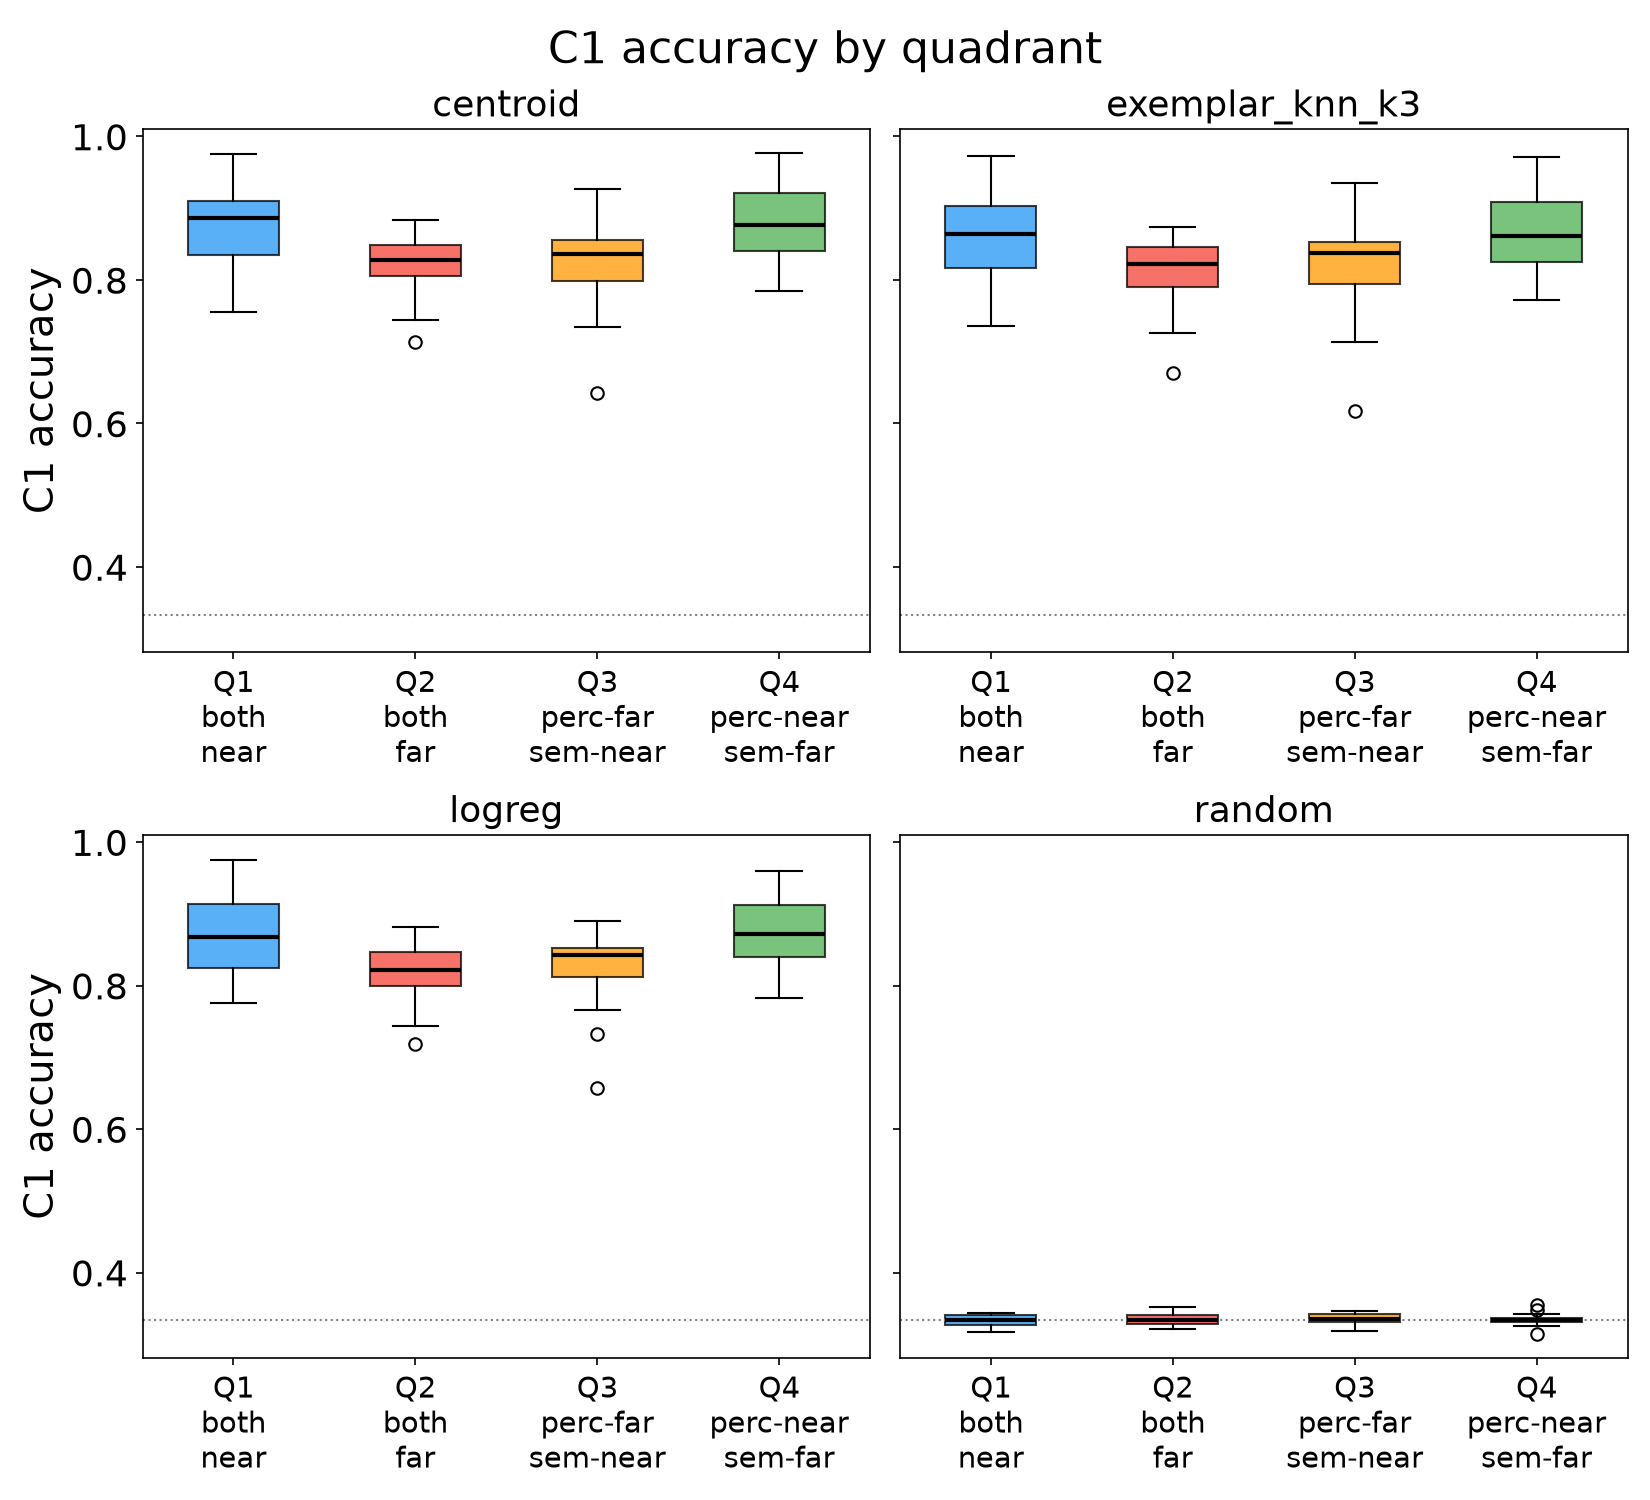 C1 accuracy by quadrant
centroid
exemplar_knn_k3
C1 accuracy
1.0
0.8
0.6
0.4
Q1
both
near
Q2
both
far
Q3
perc-far
sem-near
Q4
perc-near
sem-far
Q1
both
near
Q2
both
far
Q3
perc-far
sem-near
Q4
perc-near
sem-far
logreg
random
C1 accuracy
1.0
0.8
0.6
0.4
Q1
both
near
Q2
both
far
Q3
perc-far
sem-near
Q4
perc-near
sem-far
Q1
both
near
Q2
both
far
Q3
perc-far
sem-near
Q4
perc-near
sem-far